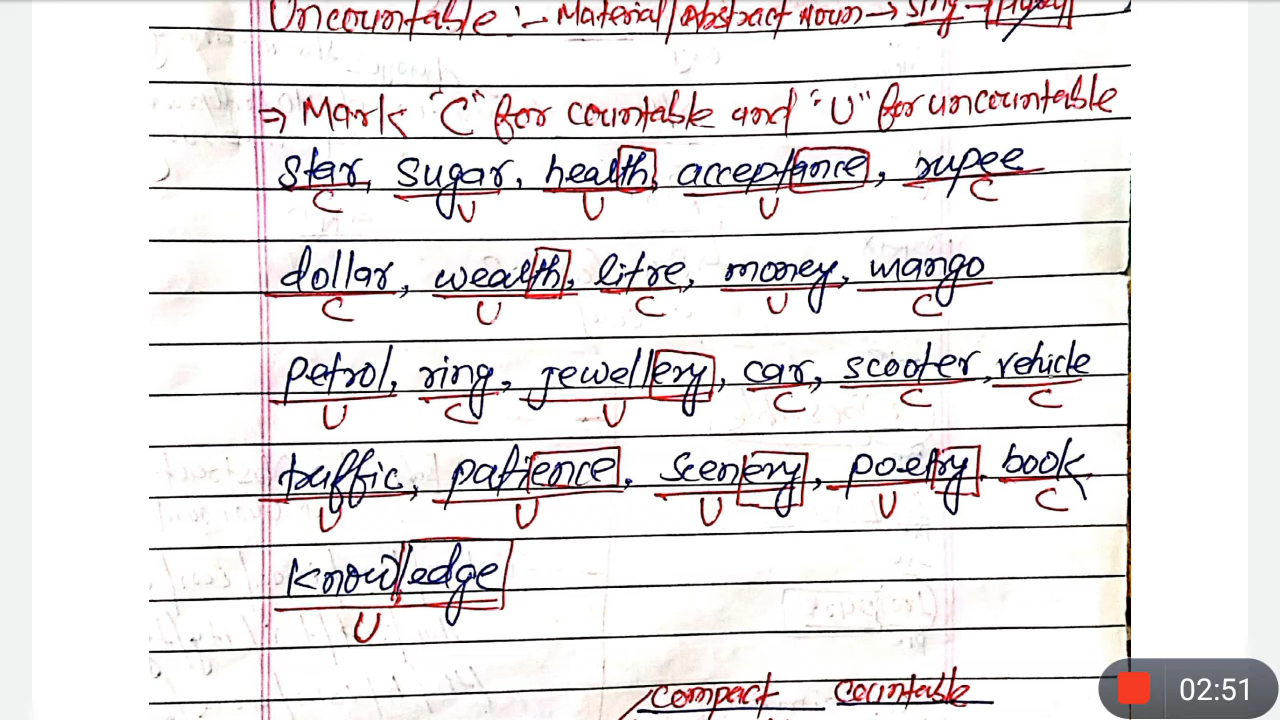 Uncountable :- Material/Abstract Noun → Sing →
→ Mark "C" for countable and "U" for uncountable
star, sugar, health, acceptance, rupee
C U U U C
dollar, wealth, litre, money, mango
C U C U C
petrol, ring, jewellery, car, scooter, vehicle
U C U C C C
traffic, patience, scenery, poetry, book
U U U U C
knowledge
U
compact countable
02:51